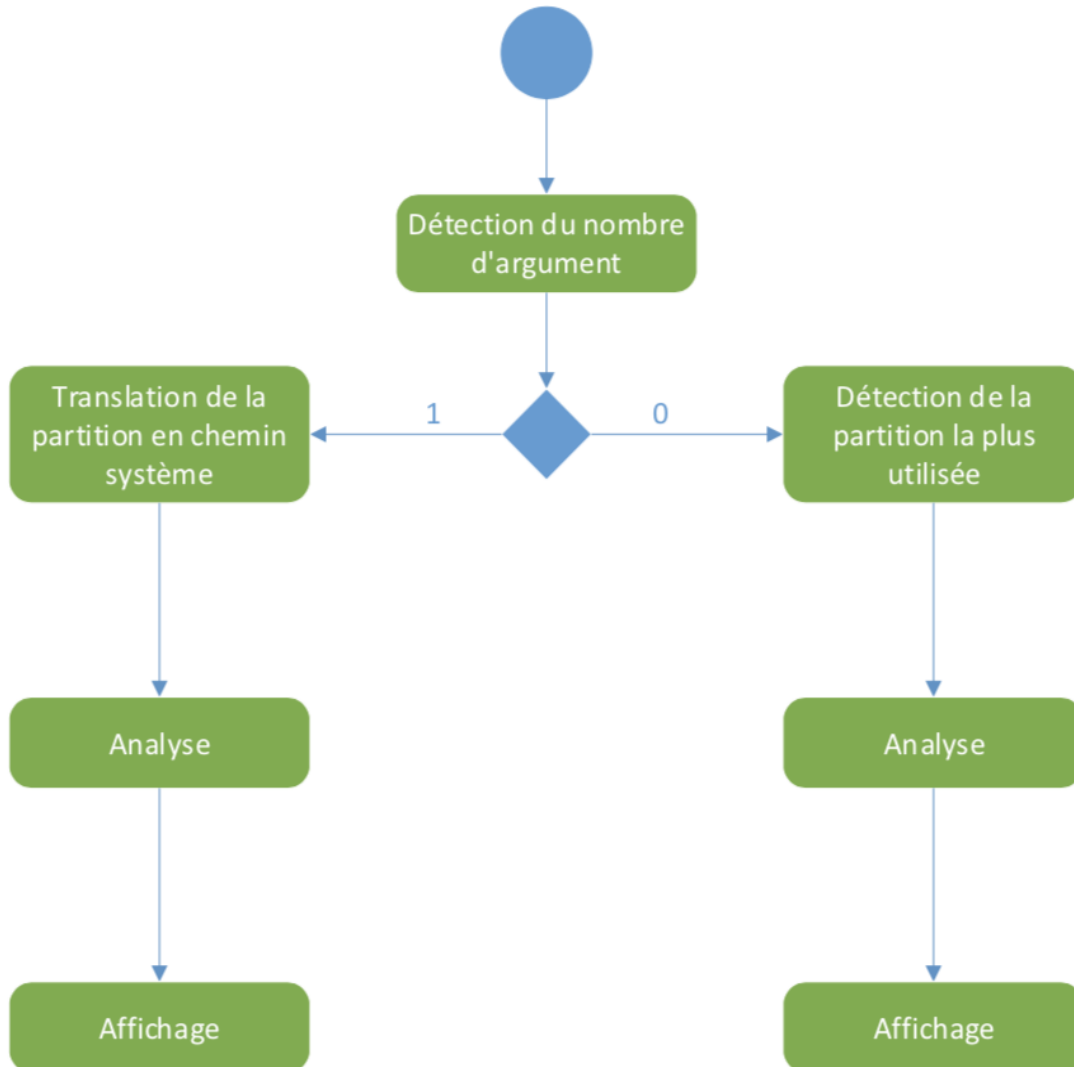 Détection du nombre
d'argument
Translation de la
partition en chemin
système
1
0
Détection de la
partition la plus
utilisée
Analyse
Analyse
Affichage
Affichage